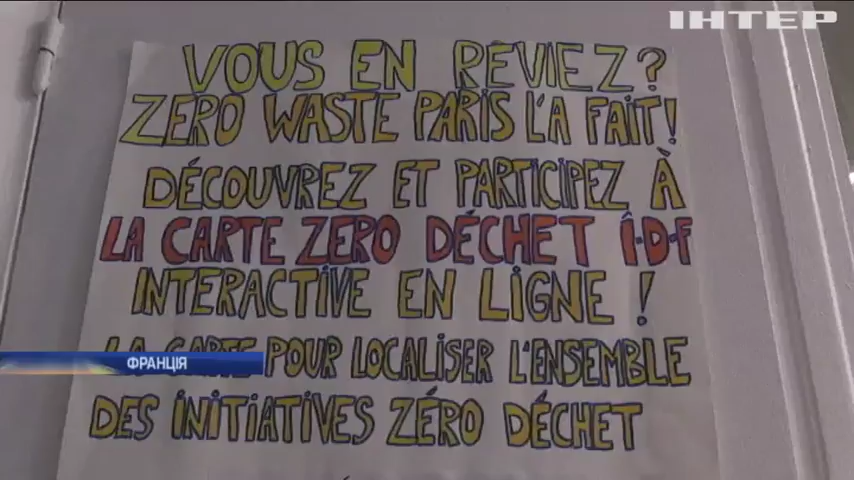 ІНТЕР
VOUS EN REVIEZ?
ZERO WASTE PARIS L'A FAIT!
DÉCOUVREZ ET PARTICIPEZ À
LA CARTE ZERO DÉCHET Î·D·F
INTERACTIVE EN LIGNE !
LA CARTE POUR LOCALISER L'ENSEMBLE
ФРАНЦІЯ
DES INITIATIVES ZÉRO DÉCHET